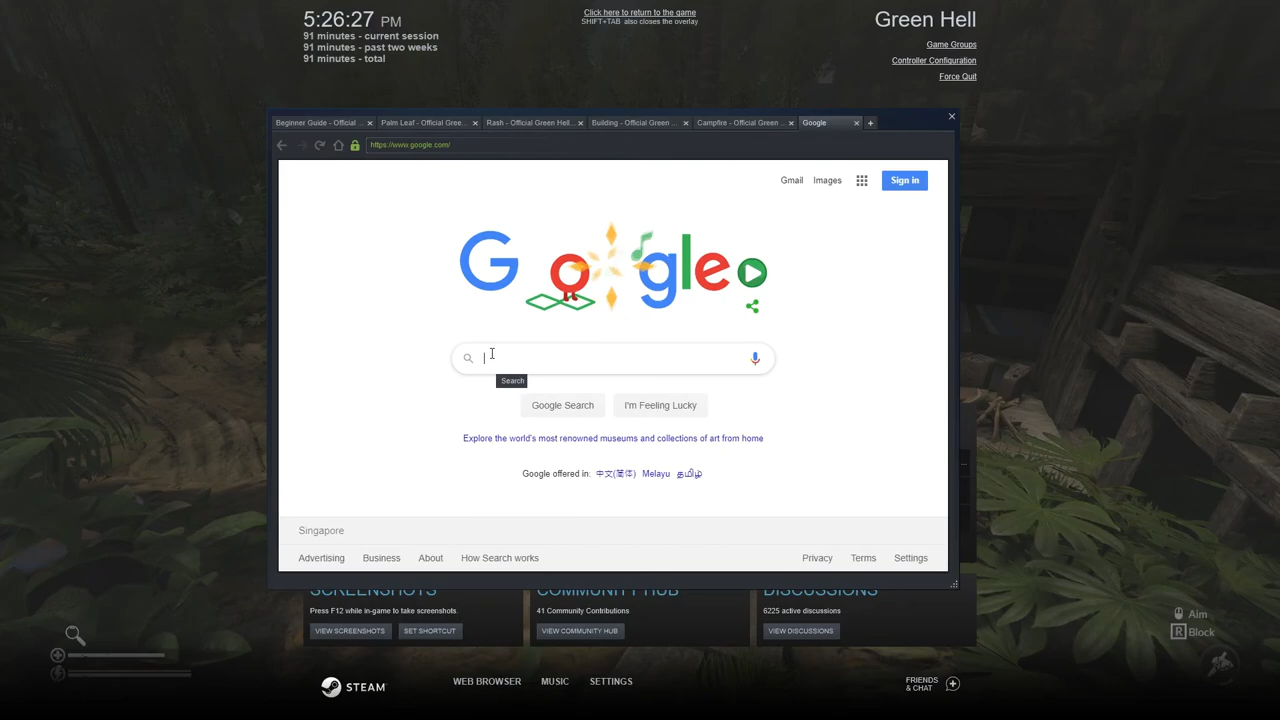 5:26:27 PM
91 minutes - current session
91 minutes - past two weeks
91 minutes - total
Click here to return to the game
SHIFT+TAB also closes the overlay
Green Hell
Game Groups
Controller Configuration
Force Quit
Beginner Guide - Official ...
Palm Leaf - Official Gree...
Rash - Official Green Hell...
Building - Official Green ...
Campfire - Official Green ...
Google
https://www.google.com/
Gmail
Images
Sign in
Google
Search
Google Search
I'm Feeling Lucky
Explore the world's most renowned museums and collections of art from home
Google offered in: 中文(简体) Melayu தமிழ்
Singapore
Advertising
Business
About
How Search works
Privacy
Terms
Settings
SCREENSHOTS
COMMUNITY HUB
DISCUSSIONS
Press F12 while in-game to take screenshots.
41 Community Contributions
6225 active discussions
VIEW SCREENSHOTS
SET SHORTCUT
VIEW COMMUNITY HUB
VIEW DISCUSSIONS
Aim
R Block
STEAM
WEB BROWSER
MUSIC
SETTINGS
FRIENDS
& CHAT